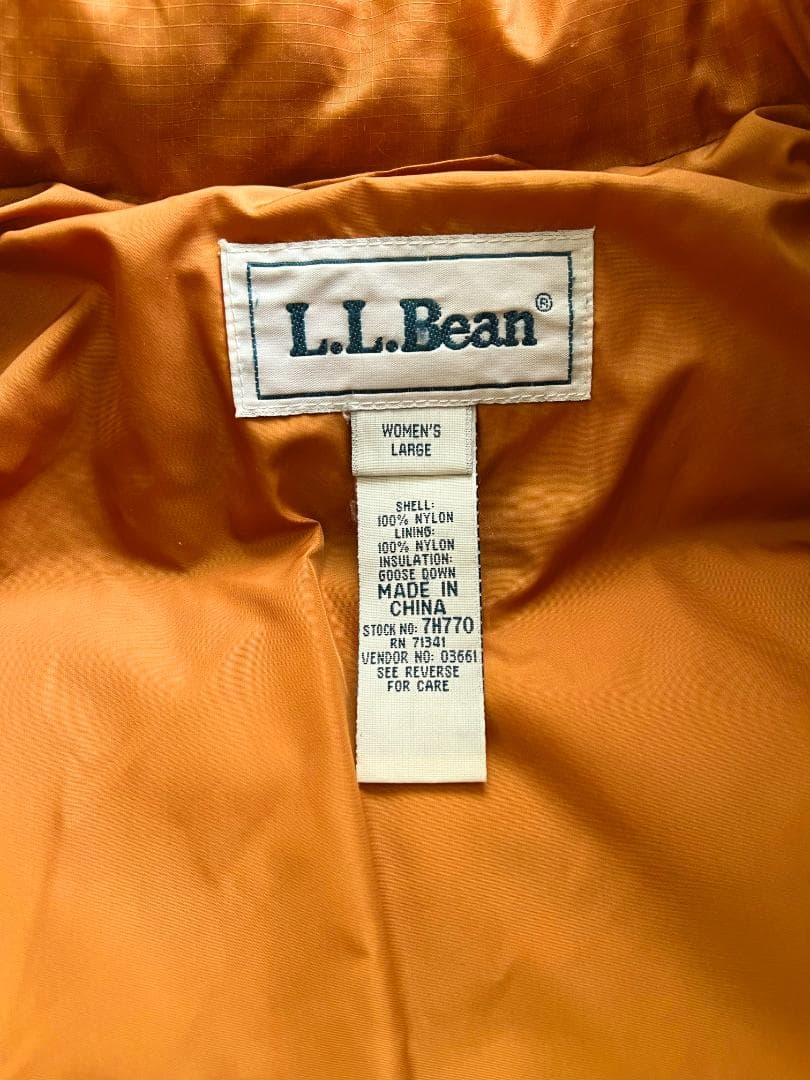 L.L.Bean®
WOMEN'S
LARGE
SHELL:
100% NYLON
LINING:
100% NYLON
INSULATION:
GOOSE DOWN
MADE IN
CHINA
STOCK NO: 7H770
RN 71341
VENDOR NO: 03661
SEE REVERSE
FOR CARE